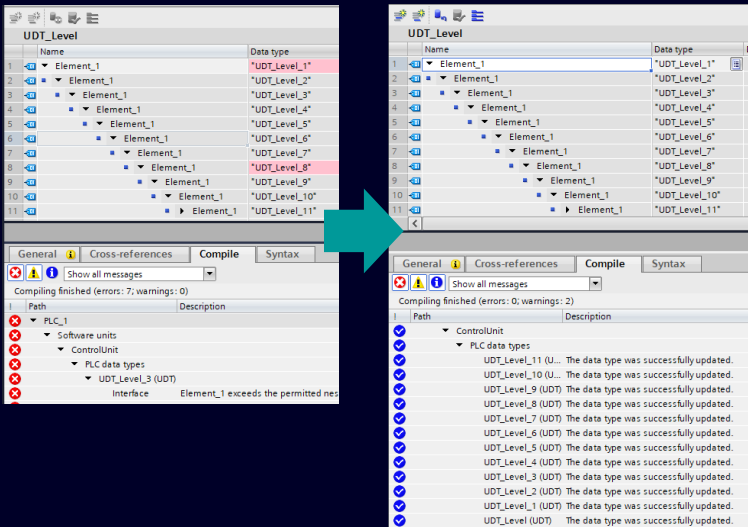 UDT_Level
Name Data type
1 Element_1 "UDT_Level_1"
2 Element_1 "UDT_Level_2"
3 Element_1 "UDT_Level_3"
4 Element_1 "UDT_Level_4"
5 Element_1 "UDT_Level_5"
6 Element_1 "UDT_Level_6"
7 Element_1 "UDT_Level_7"
8 Element_1 "UDT_Level_8"
9 Element_1 "UDT_Level_9"
10 Element_1 "UDT_Level_10"
11 Element_1 "UDT_Level_11"
General Cross-references Compile Syntax
Show all messages
Compiling finished (errors: 7; warnings: 0)
! Path Description
PLC_1
Software units
ControlUnit
PLC data types
UDT_Level_3 (UDT)
Interface Element_1 exceeds the permitted nes
UDT_Level
Name Data type
1 Element_1 "UDT_Level_1"
2 Element_1 "UDT_Level_2"
3 Element_1 "UDT_Level_3"
4 Element_1 "UDT_Level_4"
5 Element_1 "UDT_Level_5"
6 Element_1 "UDT_Level_6"
7 Element_1 "UDT_Level_7"
8 Element_1 "UDT_Level_8"
9 Element_1 "UDT_Level_9"
10 Element_1 "UDT_Level_10"
11 Element_1 "UDT_Level_11"
General Cross-references Compile Syntax
Show all messages
Compiling finished (errors: 0; warnings: 2)
! Path Description
ControlUnit
PLC data types
UDT_Level_11 (U... The data type was successfully updated.
UDT_Level_10 (U... The data type was successfully updated.
UDT_Level_9 (UDT) The data type was successfully updated.
UDT_Level_8 (UDT) The data type was successfully updated.
UDT_Level_7 (UDT) The data type was successfully updated.
UDT_Level_6 (UDT) The data type was successfully updated.
UDT_Level_5 (UDT) The data type was successfully updated.
UDT_Level_4 (UDT) The data type was successfully updated.
UDT_Level_3 (UDT) The data type was successfully updated.
UDT_Level_2 (UDT) The data type was successfully updated.
UDT_Level_1 (UDT) The data type was successfully updated.
UDT_Level (UDT) The data type was successfully updated.